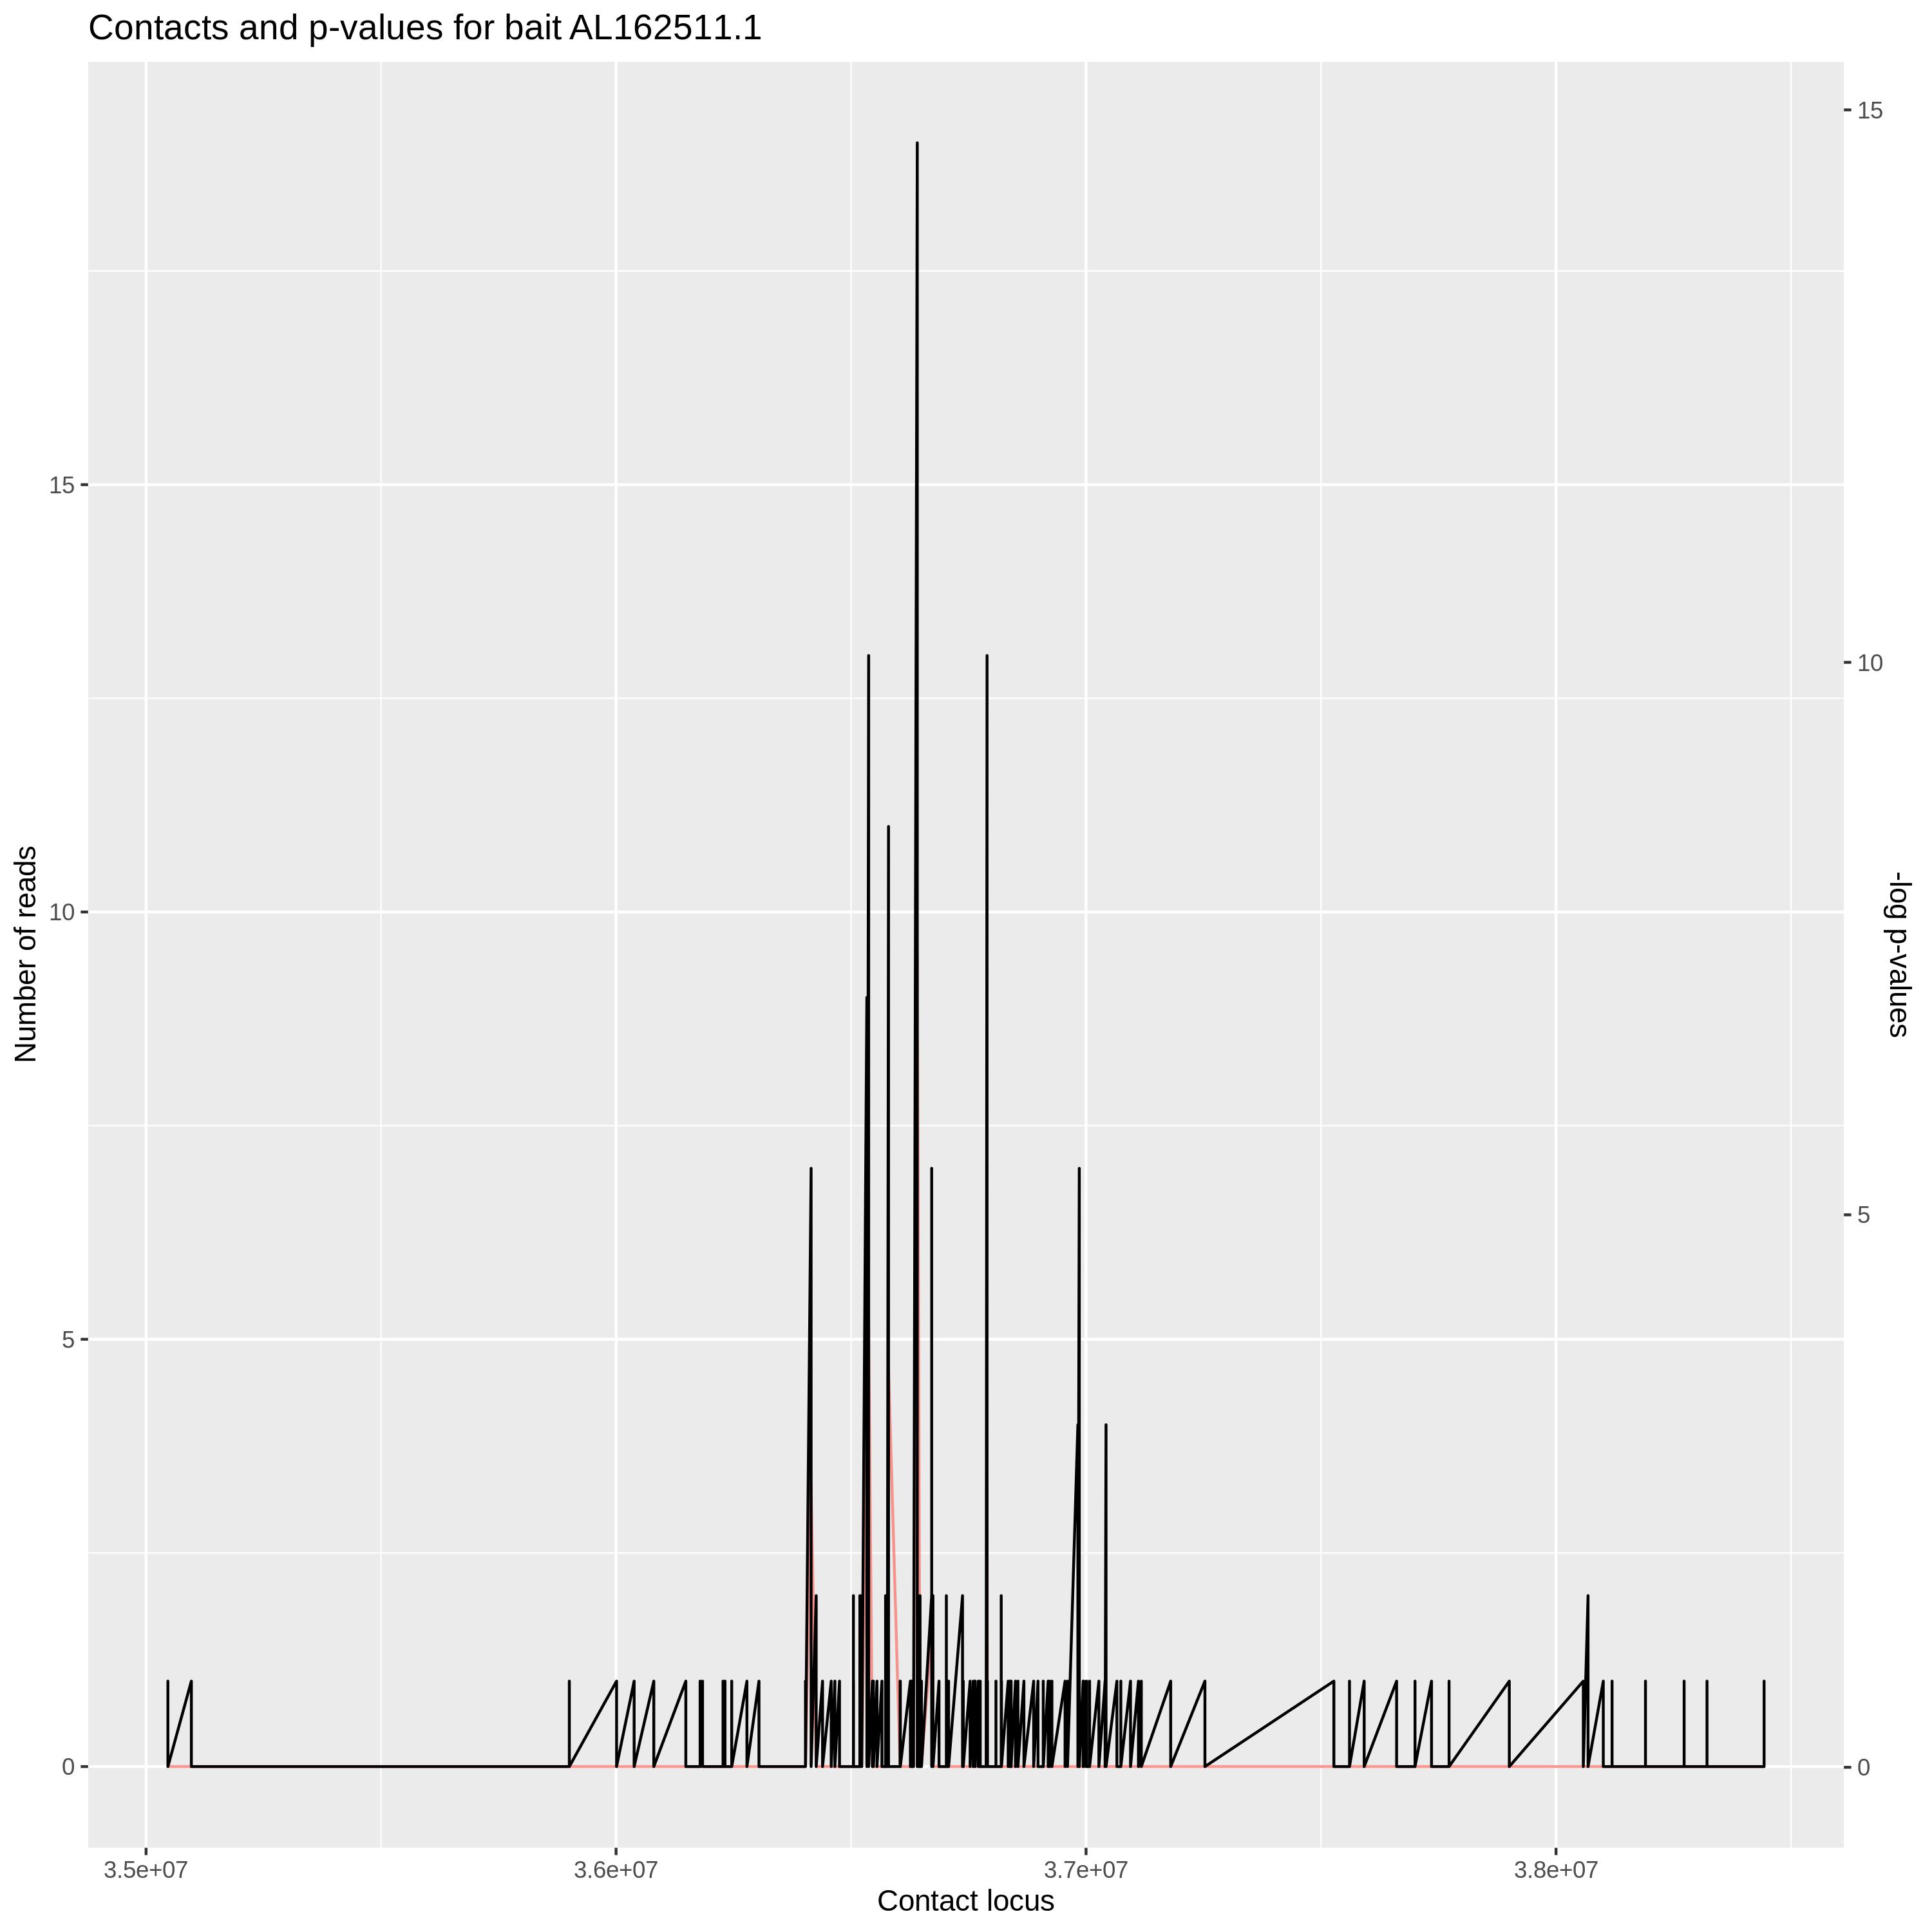 Contacts and p-values for bait AL162511.1
15
15
10
10
5
5
0
0
Number of reads
-log p-values
3.5e+07 3.6e+07 3.7e+07 3.8e+07
Contact locus